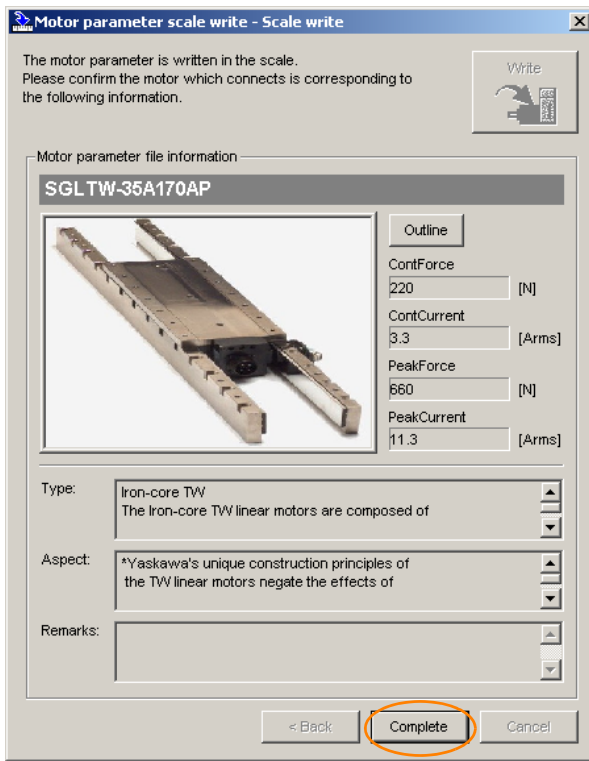 Motor parameter scale write - Scale write
The motor parameter is written in the scale.
Please confirm the motor which connects is corresponding to
the following information.
Write
Motor parameter file information
SGLTW-35A170AP
Outline
ContForce
220 [N]
ContCurrent
3.3 [Arms]
PeakForce
660 [N]
PeakCurrent
11.3 [Arms]
Type:
Iron-core TW
The Iron-core TW linear motors are composed of
Aspect:
*Yaskawa's unique construction principles of
the TW linear motors negate the effects of
Remarks:
< Back Complete Cancel